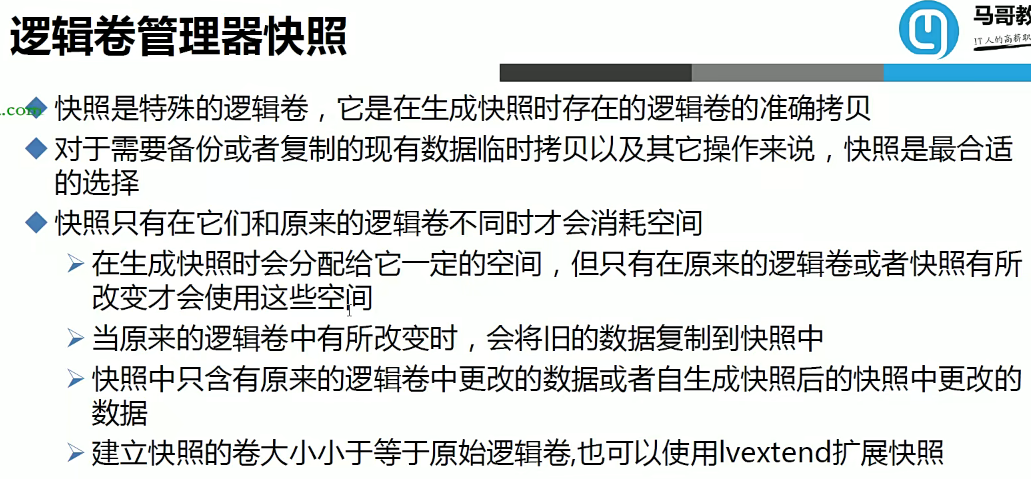 逻辑卷管理器快照
马哥教
IT人的高薪职
.com
快照是特殊的逻辑卷，它是在生成快照时存在的逻辑卷的准确拷贝
对于需要备份或者复制的现有数据临时拷贝以及其它操作来说，快照是最合适
的选择
快照只有在它们和原来的逻辑卷不同时才会消耗空间
在生成快照时会分配给它一定的空间，但只有在原来的逻辑卷或者快照有所
改变才会使用这些空间
当原来的逻辑卷中有所改变时，会将旧的数据复制到快照中
快照中只含有原来的逻辑卷中更改的数据或者自生成快照后的快照中更改的
数据
建立快照的卷大小小于等于原始逻辑卷,也可以使用lvextend扩展快照